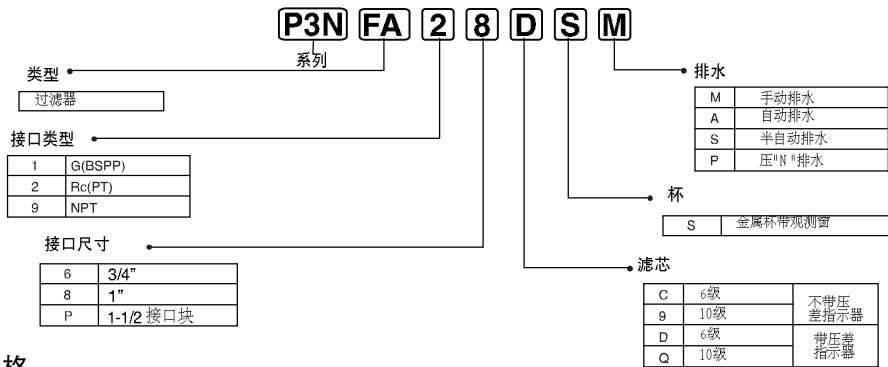 P3N FA 2 8 D S M
系列
类型
过滤器
接口类型
1 G(BSPP)
2 Rc(PT)
9 NPT
接口尺寸
6 3/4"
8 1"
P 1-1/2 接口块
排水
M 手动排水
A 自动排水
S 半自动排水
P 压"N "排水
杯
S 金属杯带观测窗
滤芯
C 6级 不带压
9 10级 差指示器
D 6级 带压差
Q 10级 指示器